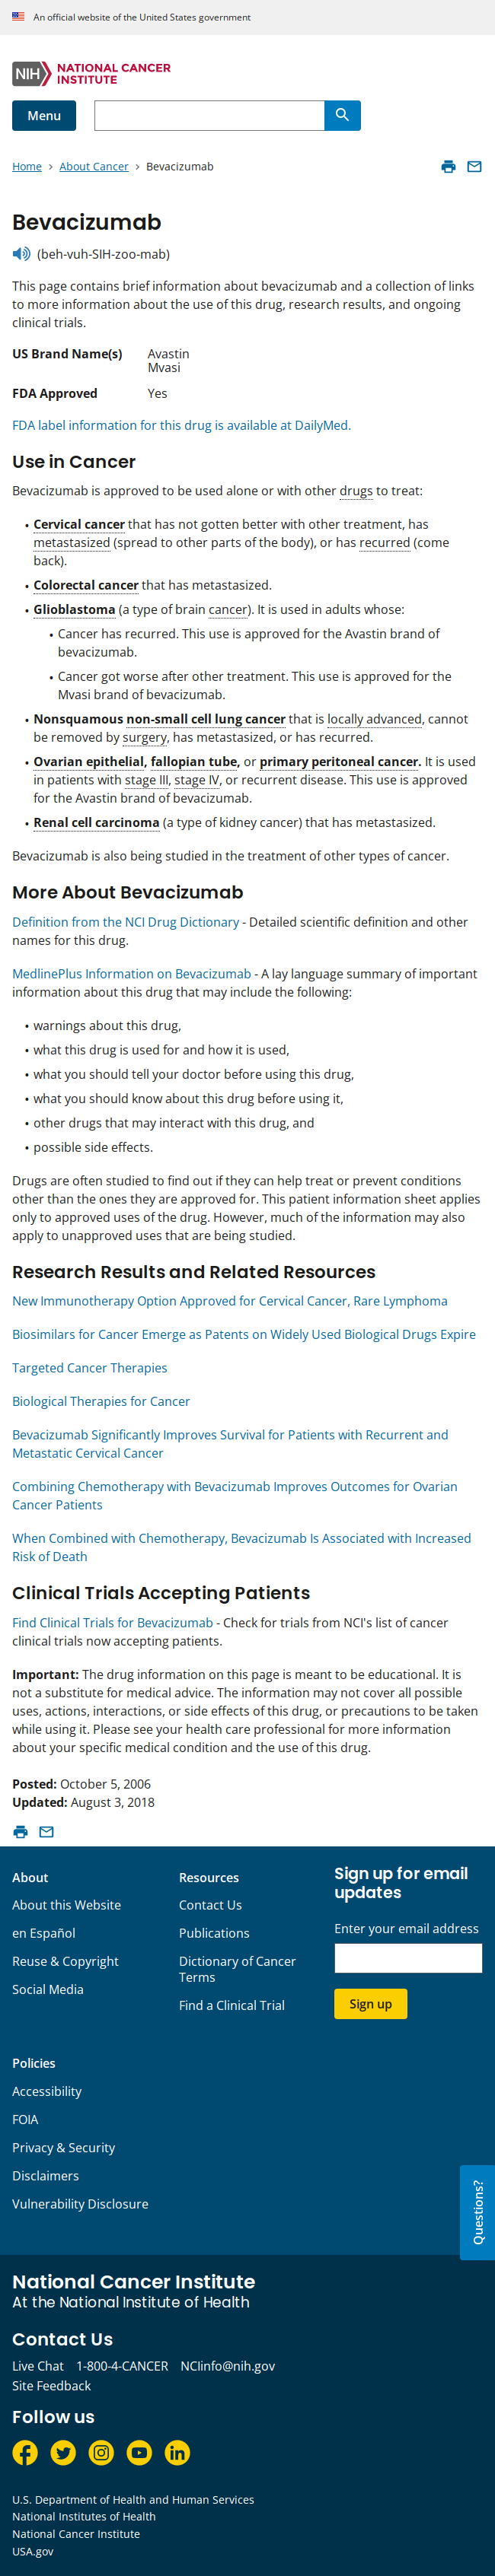 An official website of the United States government
NIH NATIONAL CANCER
INSTITUTE
Menu
Home > About Cancer > Bevacizumab
Bevacizumab
(beh-vuh-SIH-zoo-mab)
This page contains brief information about bevacizumab and a collection of links
to more information about the use of this drug, research results, and ongoing
clinical trials.
US Brand Name(s) Avastin
Mvasi
FDA Approved Yes
FDA label information for this drug is available at DailyMed.
Use in Cancer
Bevacizumab is approved to be used alone or with other drugs to treat:
• Cervical cancer that has not gotten better with other treatment, has
metastasized (spread to other parts of the body), or has recurred (come
back).
• Colorectal cancer that has metastasized.
• Glioblastoma (a type of brain cancer). It is used in adults whose:
• Cancer has recurred. This use is approved for the Avastin brand of
bevacizumab.
• Cancer got worse after other treatment. This use is approved for the
Mvasi brand of bevacizumab.
• Nonsquamous non-small cell lung cancer that is locally advanced, cannot
be removed by surgery, has metastasized, or has recurred.
• Ovarian epithelial, fallopian tube, or primary peritoneal cancer. It is used
in patients with stage III, stage IV, or recurrent disease. This use is approved
for the Avastin brand of bevacizumab.
• Renal cell carcinoma (a type of kidney cancer) that has metastasized.
Bevacizumab is also being studied in the treatment of other types of cancer.
More About Bevacizumab
Definition from the NCI Drug Dictionary - Detailed scientific definition and other
names for this drug.
MedlinePlus Information on Bevacizumab - A lay language summary of important
information about this drug that may include the following:
• warnings about this drug,
• what this drug is used for and how it is used,
• what you should tell your doctor before using this drug,
• what you should know about this drug before using it,
• other drugs that may interact with this drug, and
• possible side effects.
Drugs are often studied to find out if they can help treat or prevent conditions
other than the ones they are approved for. This patient information sheet applies
only to approved uses of the drug. However, much of the information may also
apply to unapproved uses that are being studied.
Research Results and Related Resources
New Immunotherapy Option Approved for Cervical Cancer, Rare Lymphoma
Biosimilars for Cancer Emerge as Patents on Widely Used Biological Drugs Expire
Targeted Cancer Therapies
Biological Therapies for Cancer
Bevacizumab Significantly Improves Survival for Patients with Recurrent and
Metastatic Cervical Cancer
Combining Chemotherapy with Bevacizumab Improves Outcomes for Ovarian
Cancer Patients
When Combined with Chemotherapy, Bevacizumab Is Associated with Increased
Risk of Death
Clinical Trials Accepting Patients
Find Clinical Trials for Bevacizumab - Check for trials from NCI's list of cancer
clinical trials now accepting patients.
Important: The drug information on this page is meant to be educational. It is
not a substitute for medical advice. The information may not cover all possible
uses, actions, interactions, or side effects of this drug, or precautions to be taken
while using it. Please see your health care professional for more information
about your specific medical condition and the use of this drug.
Posted: October 5, 2006
Updated: August 3, 2018
About
About this Website
en Español
Reuse & Copyright
Social Media
Resources
Contact Us
Publications
Dictionary of Cancer
Terms
Find a Clinical Trial
Sign up for email
updates
Enter your email address
Sign up
Policies
Accessibility
FOIA
Privacy & Security
Disclaimers
Vulnerability Disclosure
Questions?
National Cancer Institute
At the National Institute of Health
Contact Us
Live Chat 1-800-4-CANCER NCIinfo@nih.gov
Site Feedback
Follow us
U.S. Department of Health and Human Services
National Institutes of Health
National Cancer Institute
USA.gov